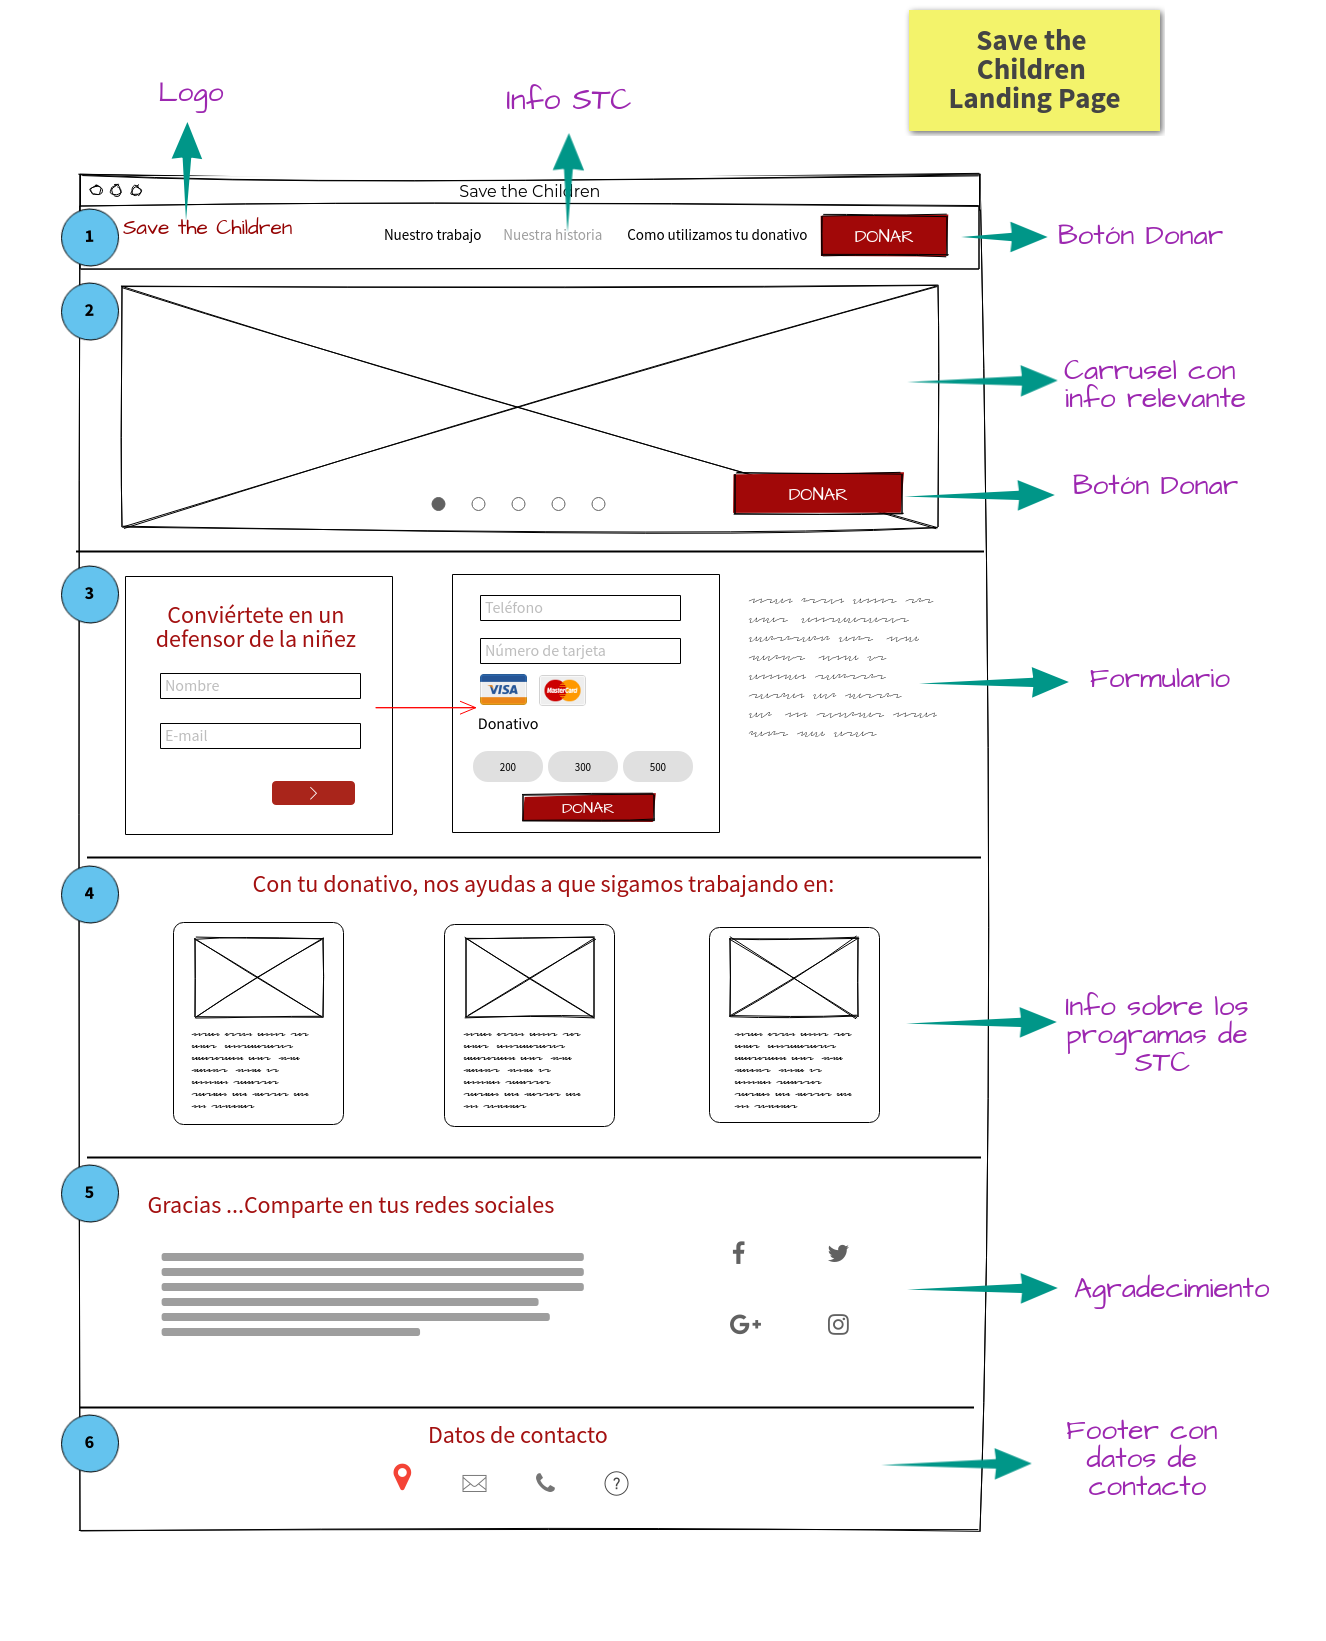 Save the
Children
Landing Page
Logo
Info STC
Save the Children
1
Save the Children
Nuestro trabajo
Nuestra historia
Como utilizamos tu donativo
DONAR
Botón Donar
2
Carrusel con
info relevante
DONAR
Botón Donar
3
Conviértete en un
defensor de la niñez
Nombre
E-mail
Teléfono
Número de tarjeta
VISA
MasterCard
Donativo
200
300
500
DONAR
Formulario
4
Con tu donativo, nos ayudas a que sigamos trabajando en:
Info sobre los
programas de
STC
5
Gracias ...Comparte en tus redes sociales
G+
Agradecimiento
6
Datos de contacto
?
Footer con
datos de
contacto